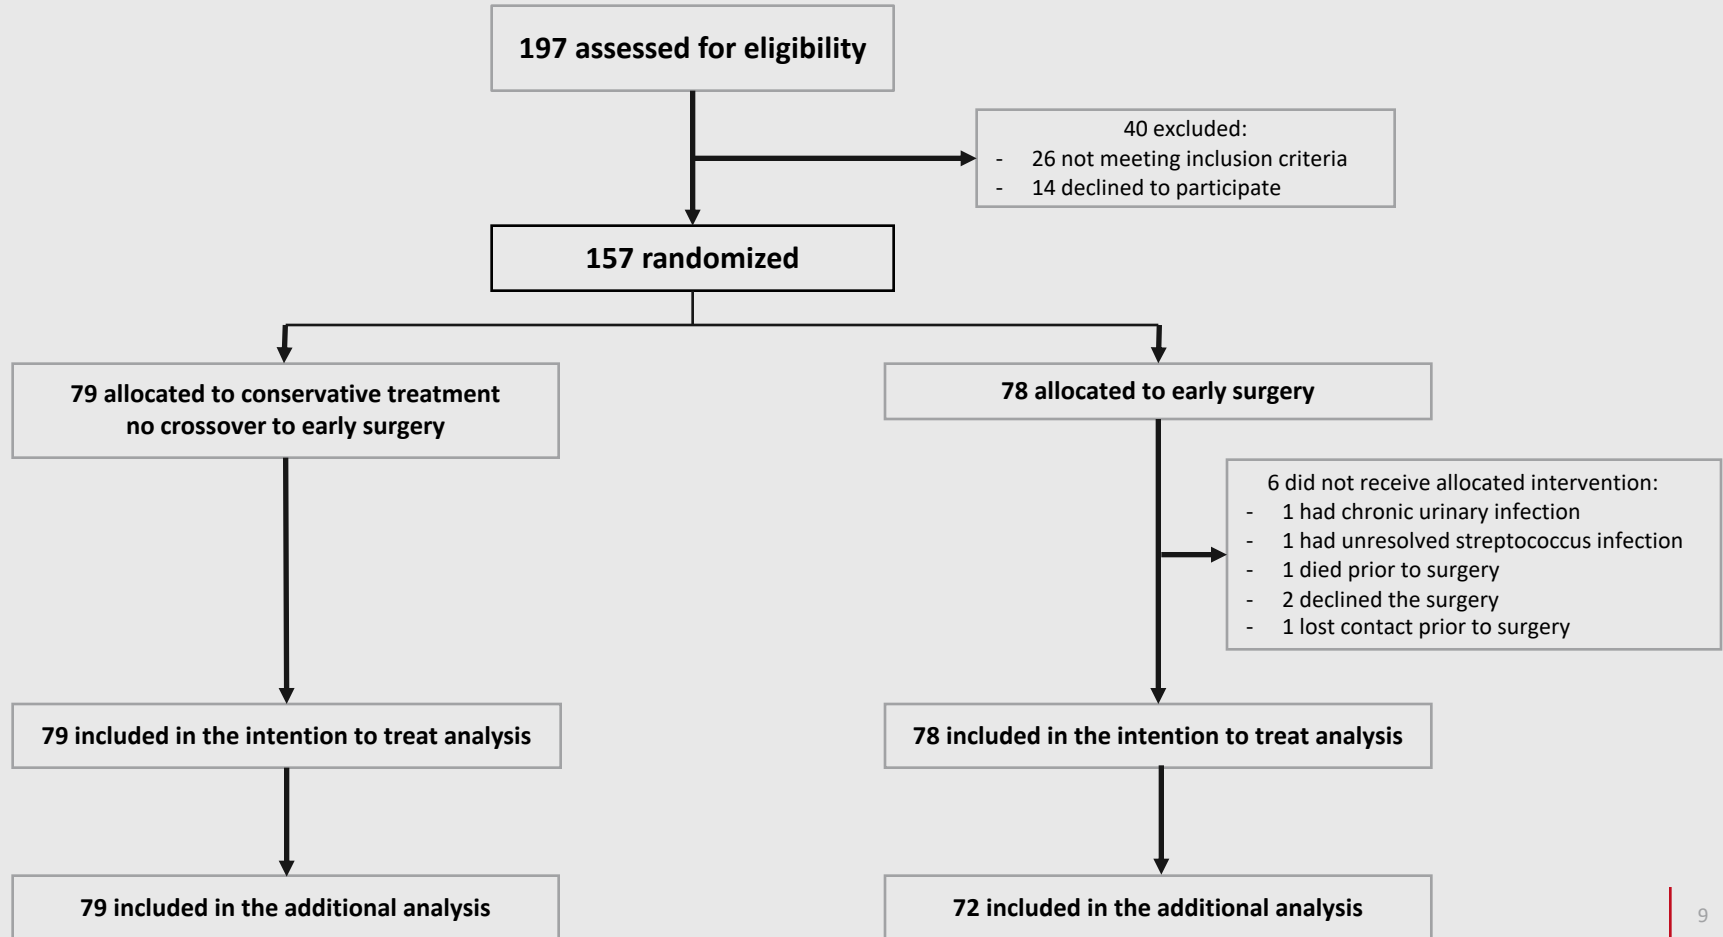 197 assessed for eligibility
40 excluded:
- 26 not meeting inclusion criteria
- 14 declined to participate
157 randomized
79 allocated to conservative treatment
no crossover to early surgery
78 allocated to early surgery
6 did not receive allocated intervention:
- 1 had chronic urinary infection
- 1 had unresolved streptococcus infection
- 1 died prior to surgery
- 2 declined the surgery
- 1 lost contact prior to surgery
79 included in the intention to treat analysis
78 included in the intention to treat analysis
79 included in the additional analysis
72 included in the additional analysis
9